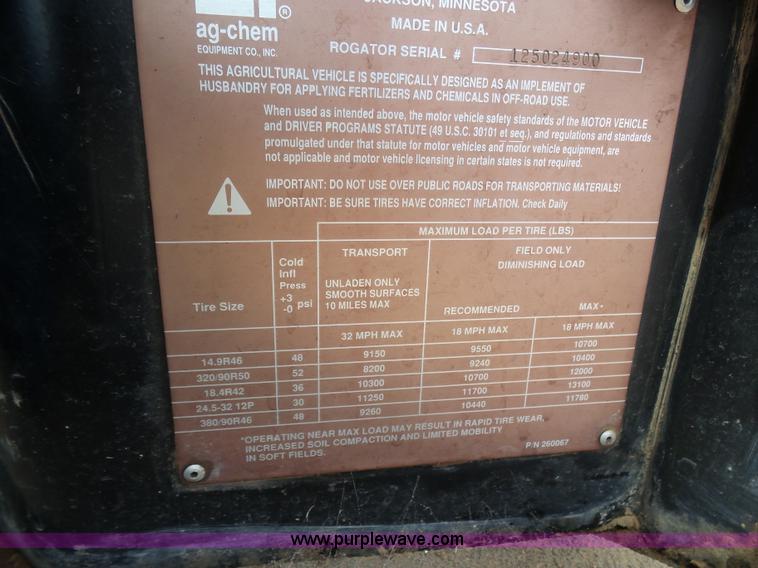 JACKSON, MINNESOTA
MADE IN U.S.A.
®
ag-chem
EQUIPMENT CO., INC.
ROGATOR SERIAL # 125024900
THIS AGRICULTURAL VEHICLE IS SPECIFICALLY DESIGNED AS AN IMPLEMENT OF
HUSBANDRY FOR APPLYING FERTILIZERS AND CHEMICALS IN OFF-ROAD USE.
When used as intended above, the motor vehicle safety standards of the MOTOR VEHICLE
and DRIVER PROGRAMS STATUTE (49 U.S.C. 30101 et seq.), and regulations and standards
promulgated under that statute for motor vehicles and motor vehicle equipment, are
not applicable and motor vehicle licensing in certain states is not required.
IMPORTANT: DO NOT USE OVER PUBLIC ROADS FOR TRANSPORTING MATERIALS!
IMPORTANT: BE SURE TIRES HAVE CORRECT INFLATION. Check Daily
MAXIMUM LOAD PER TIRE (LBS)
Tire Size
Cold
Infl
Press
+3
-0 psi
TRANSPORT
UNLADEN ONLY
SMOOTH SURFACES
10 MILES MAX
FIELD ONLY
DIMINISHING LOAD
RECOMMENDED MAX*
32 MPH MAX 18 MPH MAX 18 MPH MAX
14.9R46 48 9150 9550 10700
320/90R50 52 8200 9240 10400
18.4R42 36 10300 10700 12000
24.5-32 12P 30 11250 11700 13100
380/90R46 48 9260 10440 11780
*OPERATING NEAR MAX LOAD MAY RESULT IN RAPID TIRE WEAR,
INCREASED SOIL COMPACTION AND LIMITED MOBILITY
IN SOFT FIELDS.
P/N 260067
www.purplewave.com